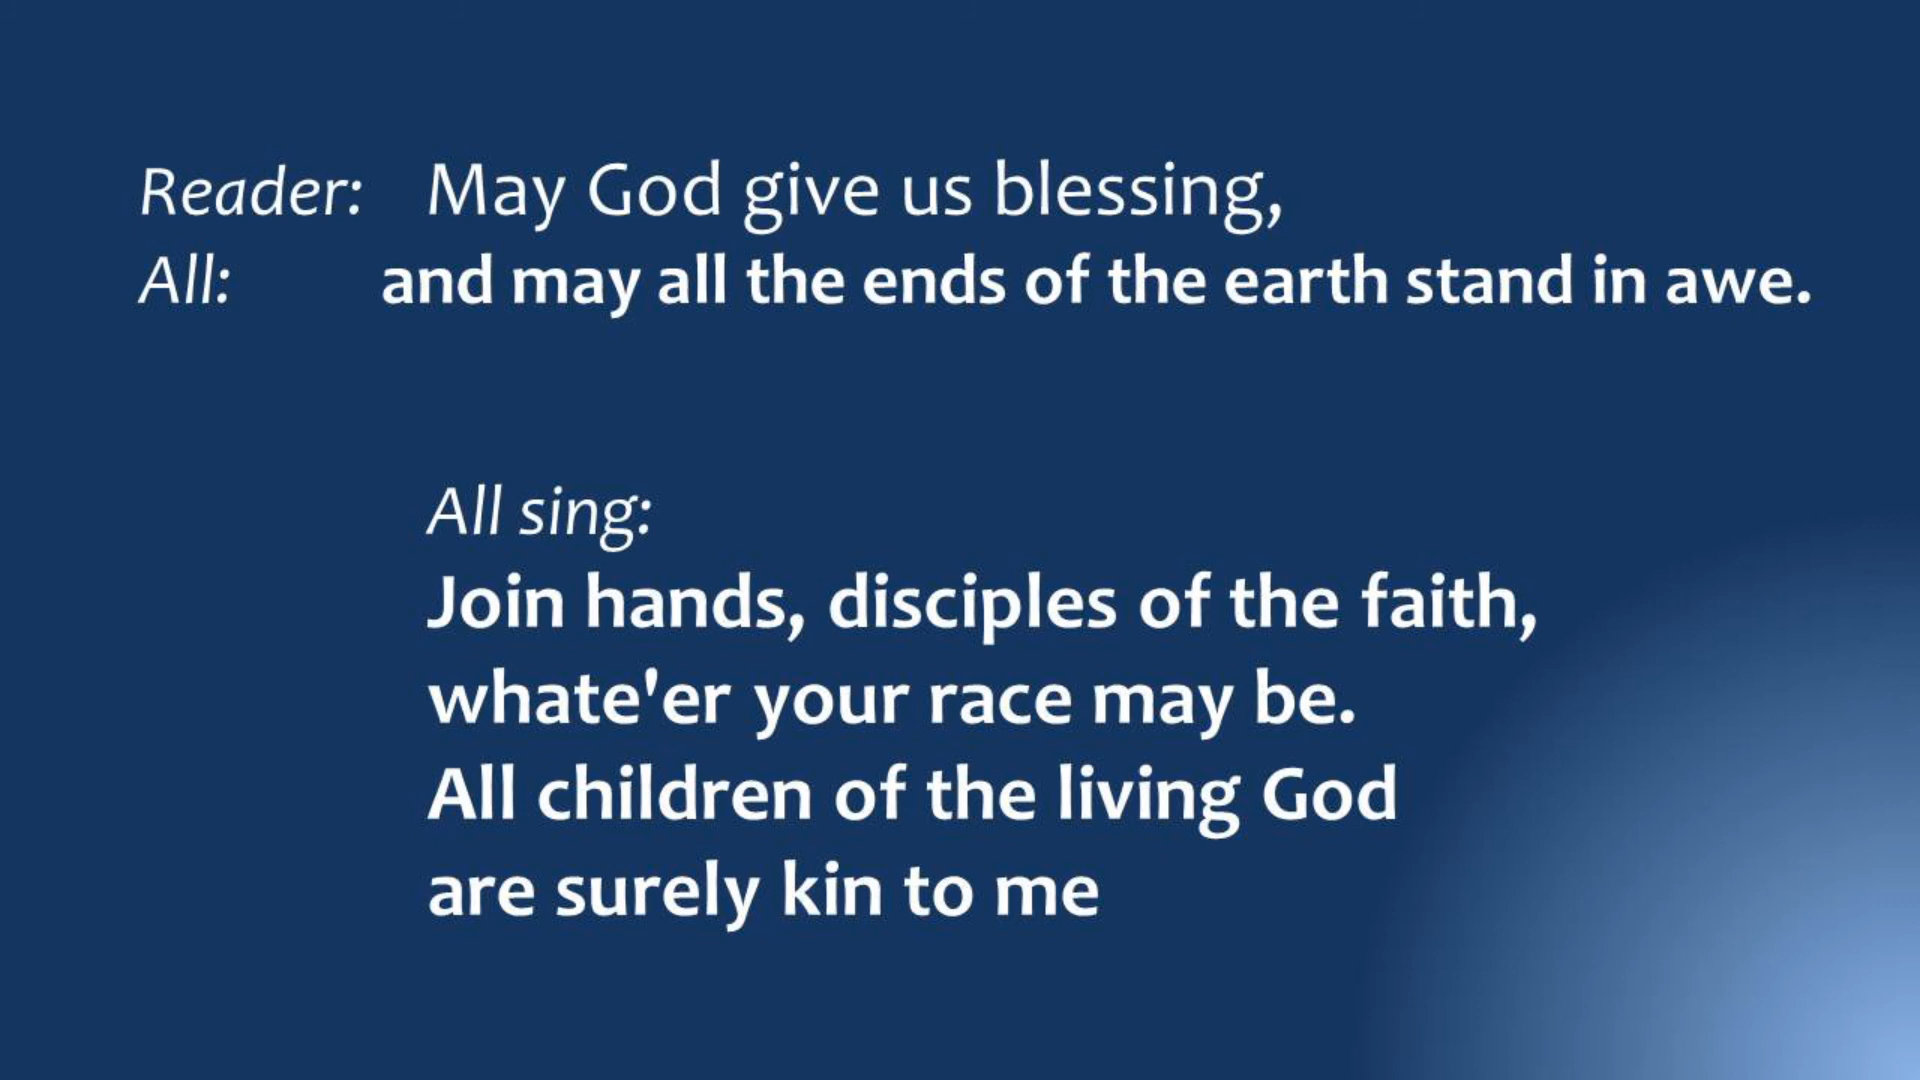 Reader: May God give us blessing,
All: and may all the ends of the earth stand in awe.
All sing:
Join hands, disciples of the faith,
whate'er your race may be.
All children of the living God
are surely kin to me